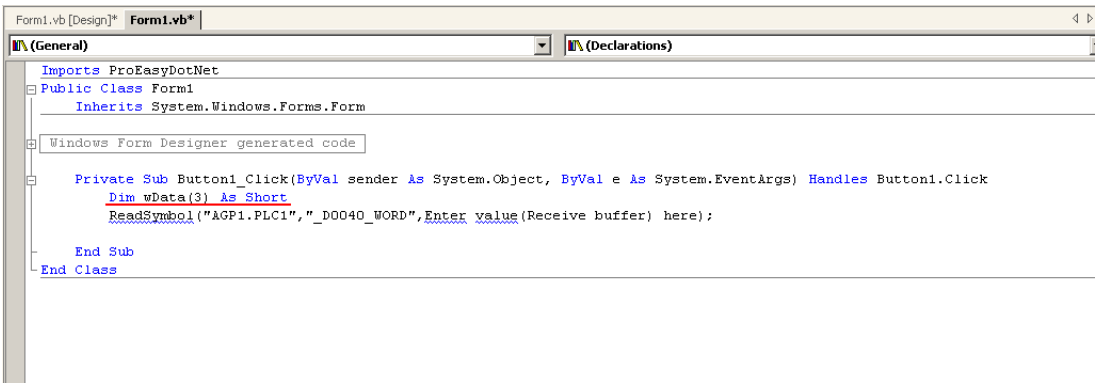 Form1.vb [Design]* Form1.vb*
(General) (Declarations)
Imports ProEasyDotNet
Public Class Form1
Inherits System.Windows.Forms.Form
Windows Form Designer generated code
Private Sub Button1_Click(ByVal sender As System.Object, ByVal e As System.EventArgs) Handles Button1.Click
Dim wData(3) As Short
ReadSymbol("AGP1.PLC1","_D0040_WORD",Enter value(Receive buffer) here);
End Sub
End Class